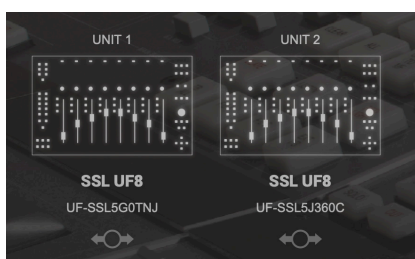 UNIT 1
UNIT 2
SSL UF8
SSL UF8
UF-SSL5G0TNJ
UF-SSL5J360C